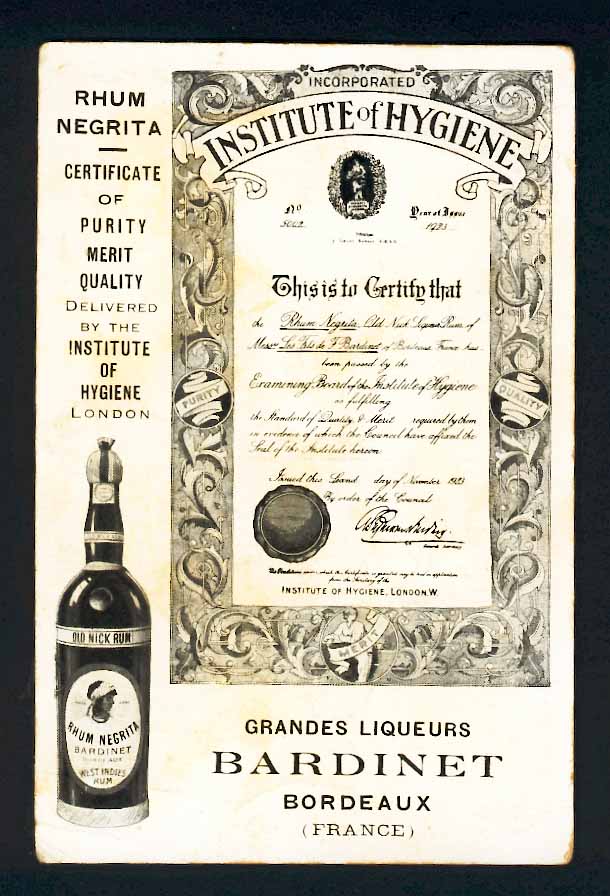 RHUM
NEGRITA
CERTIFICATE
OF
PURITY
MERIT
QUALITY
DELIVERED
BY THE
INSTITUTE
OF
HYGIENE
LONDON
INCORPORATED
INSTITUTE of HYGIENE
No
5002
Year of Issue
1923
This is to Certify that
the Rhum Negrita Old Nick Rum of
Messrs Les Fils de P. Bardinet of Bordeaux France has
been passed by the
Examining Board of the Institute of Hygiene
as fulfilling
the Standard of Quality & Merit required by them
in evidence of which the Council have affixed the
Seal of the Institute hereon
Issued this day of November 1923
By order of the Council
INSTITUTE OF HYGIENE, LONDON, W.
PURITY
QUALITY
MERIT
OLD NICK RUM
RHUM NEGRITA
BARDINET
BORDEAUX
WEST INDIES
RUM
GRANDES LIQUEURS
BARDINET
BORDEAUX
(FRANCE)